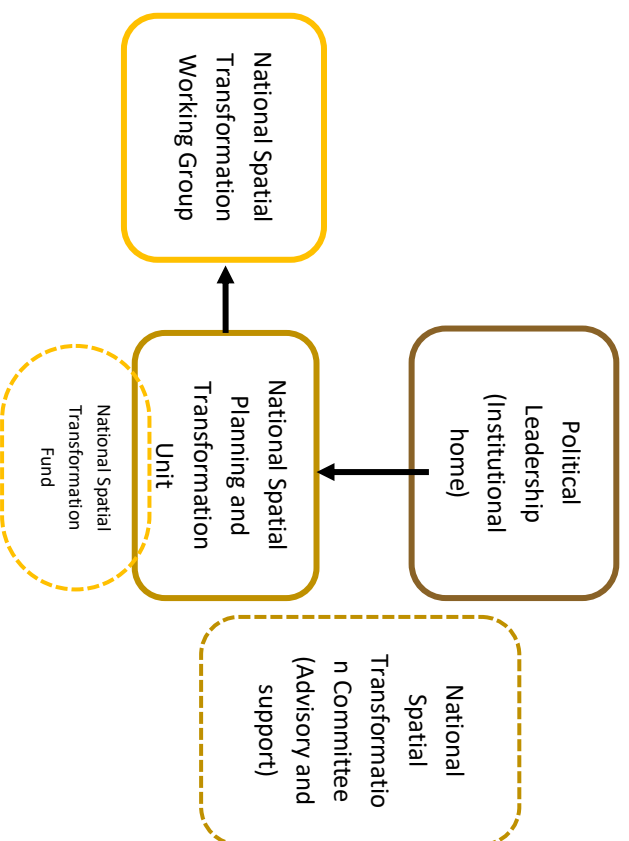 Political
Leadership
(Institutional
home)
National Spatial
Planning and
Transformation
Unit
National Spatial
Transformation
Fund
National Spatial
Transformation
Working Group
National
Spatial
Transformatio
n Committee
(Advisory and
support)